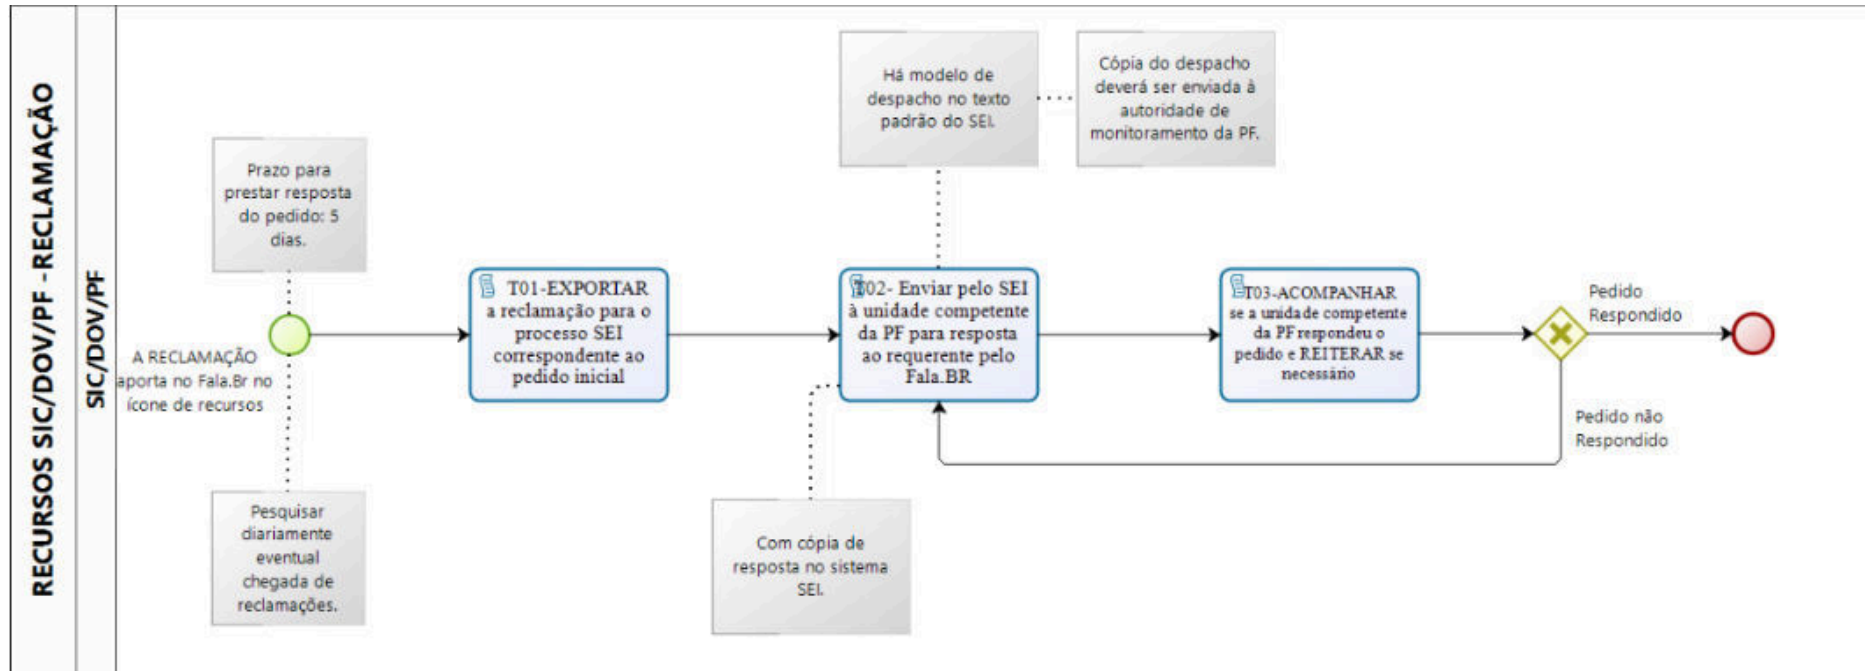 RECURSOS SIC/DOV/PF -RECLAMAÇÃO
SIC/DOV/PF
Prazo para
prestar resposta
do pedido: 5
dias.
A RECLAMAÇÃO
aporta no Fala.Br no
ícone de recursos
Pesquisar
diariamente
eventual
chegada de
reclamações.
T01-EXPORTAR
a reclamação para o
processo SEI
correspondente ao
pedido inicial
Há modelo de
despacho no texto
padrão do SEI.
Cópia do despacho
deverá ser enviada à
autoridade de
monitoramento da PF.
T02- Enviar pelo SEI
à unidade competente
da PF para resposta
ao requerente pelo
Fala.BR
Com cópia de
resposta no sistema
SEI.
T03-ACOMPANHAR
se a unidade competente
da PF respondeu o
pedido e REITERAR se
necessário
Pedido
Respondido
Pedido não
Respondido